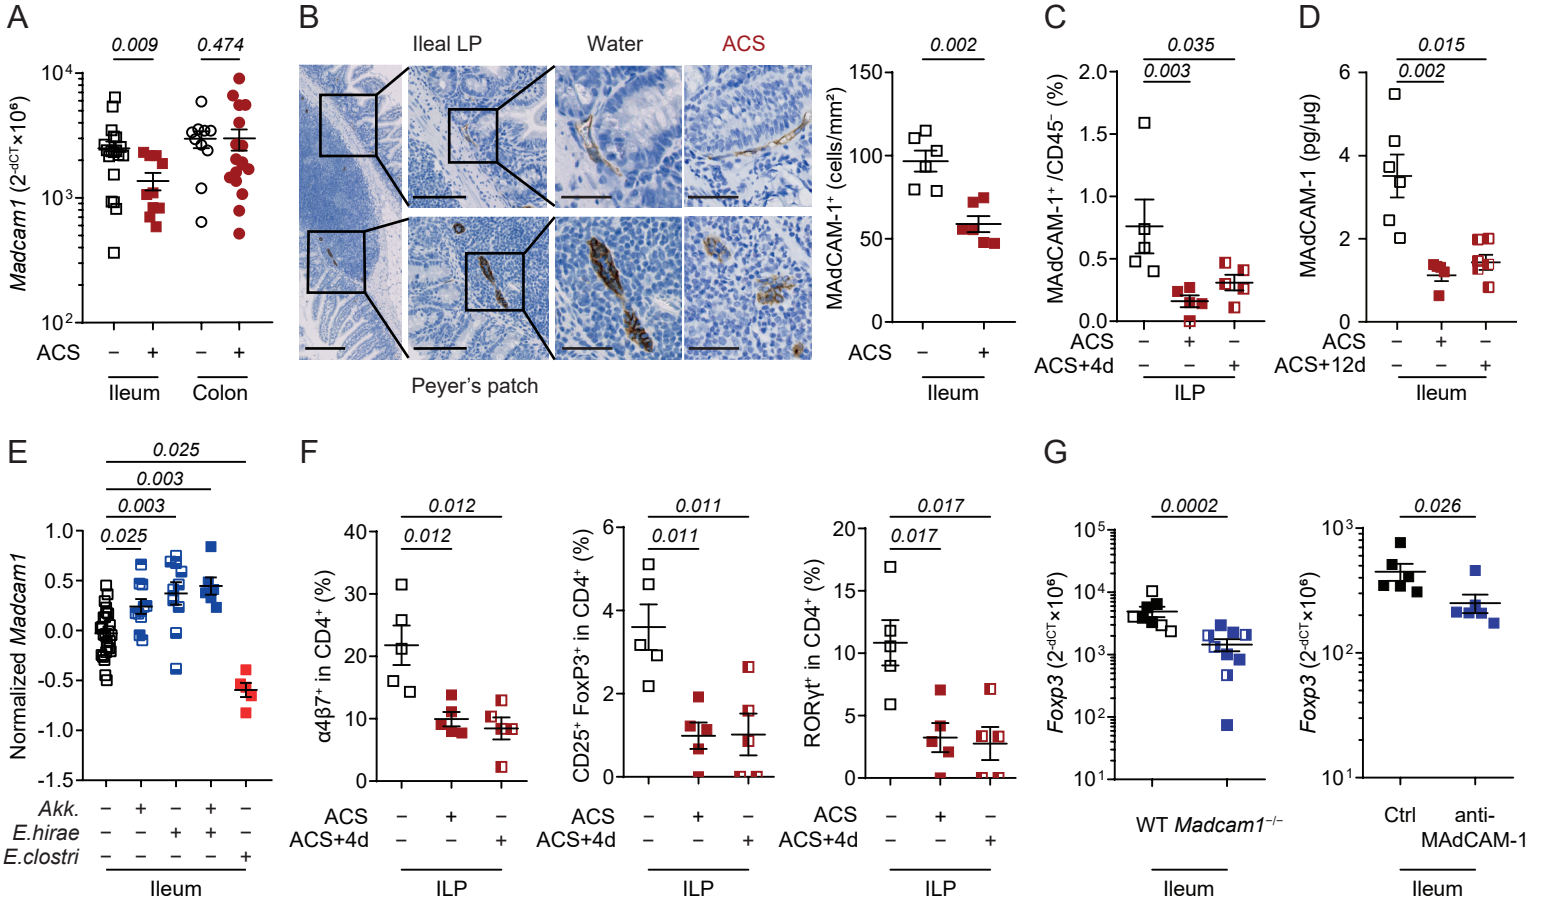 A
0.009
0.474
Madcam1 (2⁻ᵈCT×10⁶)
10⁴
10³
10²
ACS
− + − +
Ileum
Colon
B
Ileal LP
Water
ACS
Peyer’s patch
0.002
MAdCAM-1⁺ (cells/mm²)
150
100
50
0
ACS
− +
Ileum
C
0.035
0.003
MAdCAM-1⁺ /CD45⁻ (%)
2.0
1.5
1.0
0.5
0.0
ACS − + −
ACS+4d − − +
ILP
D
0.015
0.002
MAdCAM-1 (pg/µg)
6
4
2
0
ACS − + −
ACS+12d − − +
Ileum
E
0.025
0.003
0.003
0.025
Normalized Madcam1
1.0
0.5
0.0
-0.5
-1.0
-1.5
Akk. − + − + −
E.hirae − − + + −
E.clostri − − − − +
Ileum
F
0.012
0.012
α4β7⁺ in CD4⁺ (%)
40
30
20
10
0
ACS − + −
ACS+4d − − +
ILP
0.011
0.011
CD25⁺ FoxP3⁺ in CD4⁺ (%)
6
4
2
0
ACS − + −
ACS+4d − − +
ILP
0.017
0.017
RORγt⁺ in CD4⁺ (%)
20
15
10
5
0
ACS − + −
ACS+4d − − +
ILP
G
0.0002
Foxp3 (2⁻ᵈCT×10⁶)
10⁵
10⁴
10³
10²
10¹
WT Madcam1⁻/⁻
Ileum
0.026
Foxp3 (2⁻ᵈCT×10⁶)
10³
10²
10¹
Ctrl
anti-
MAdCAM-1
Ileum